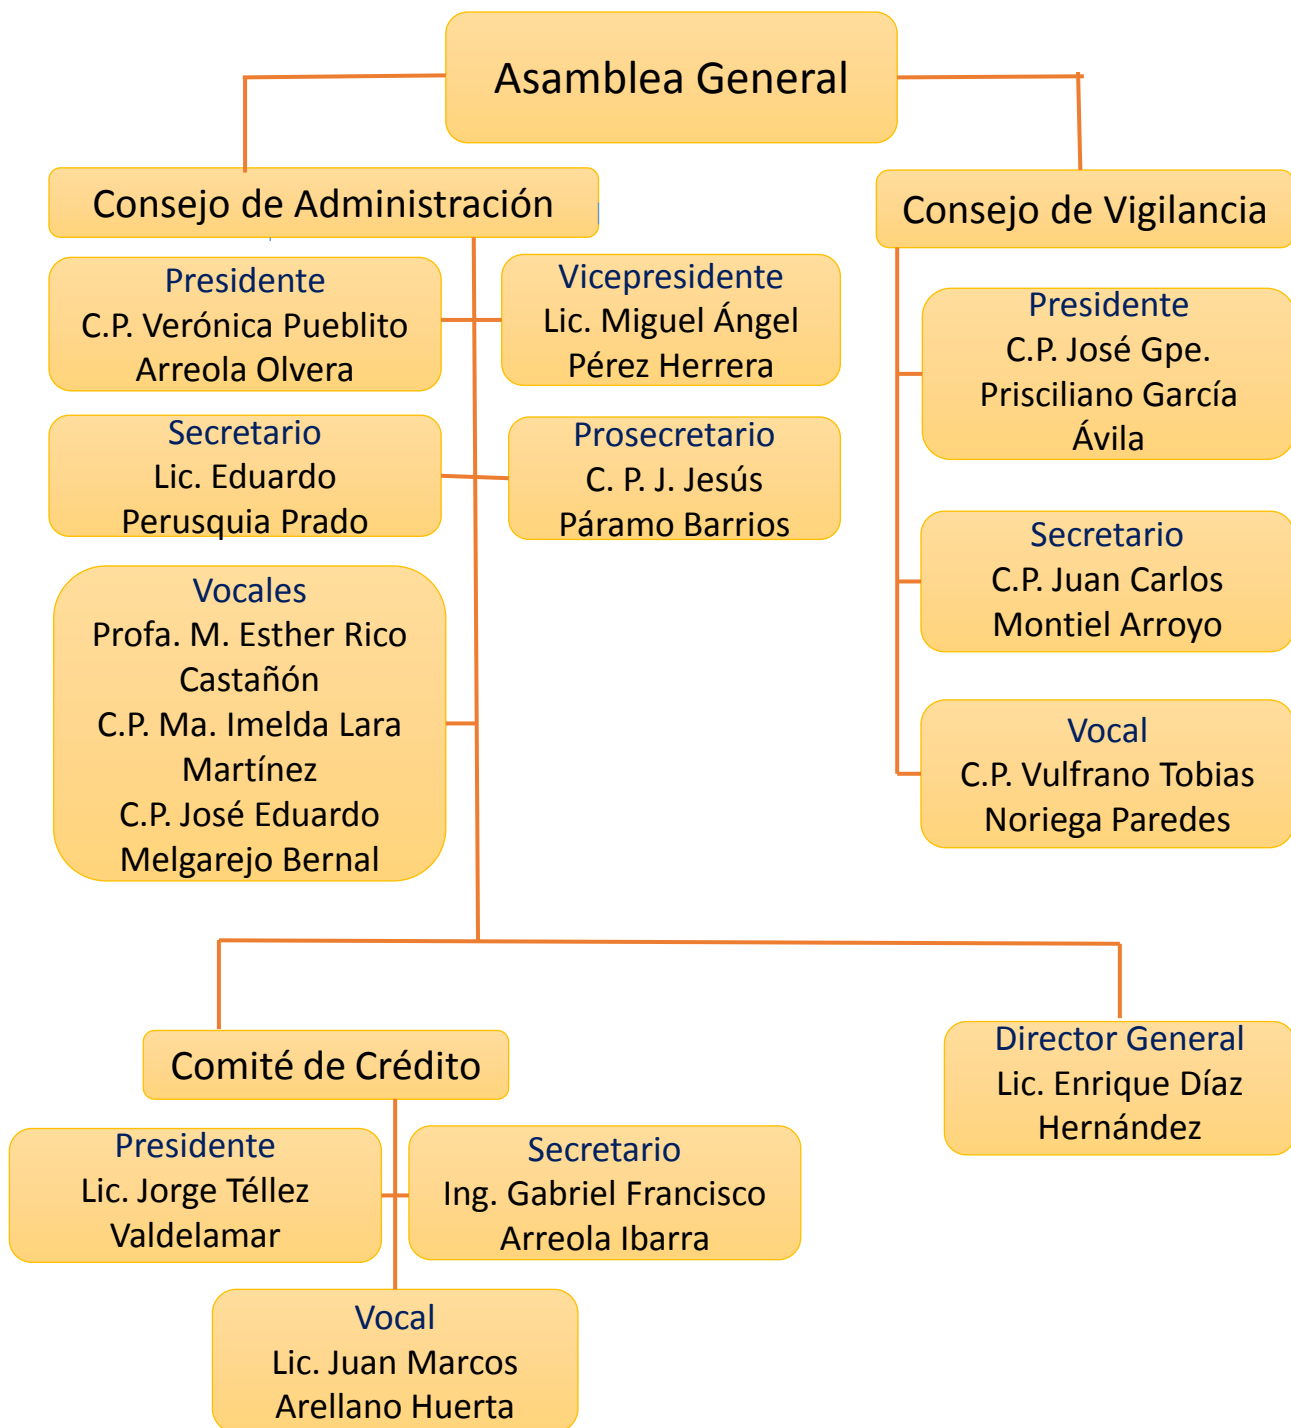 Asamblea General
Consejo de Administración
Consejo de Vigilancia
Presidente
C.P. Verónica Pueblito
Arreola Olvera
Vicepresidente
Lic. Miguel Ángel
Pérez Herrera
Secretario
Lic. Eduardo
Perusquia Prado
Prosecretario
C. P. J. Jesús
Páramo Barrios
Vocales
Profa. M. Esther Rico
Castañón
C.P. Ma. Imelda Lara
Martínez
C.P. José Eduardo
Melgarejo Bernal
Presidente
C.P. José Gpe.
Prisciliano García
Ávila
Secretario
C.P. Juan Carlos
Montiel Arroyo
Vocal
C.P. Vulfrano Tobias
Noriega Paredes
Comité de Crédito
Presidente
Lic. Jorge Téllez
Valdelamar
Secretario
Ing. Gabriel Francisco
Arreola Ibarra
Vocal
Lic. Juan Marcos
Arellano Huerta
Director General
Lic. Enrique Díaz
Hernández